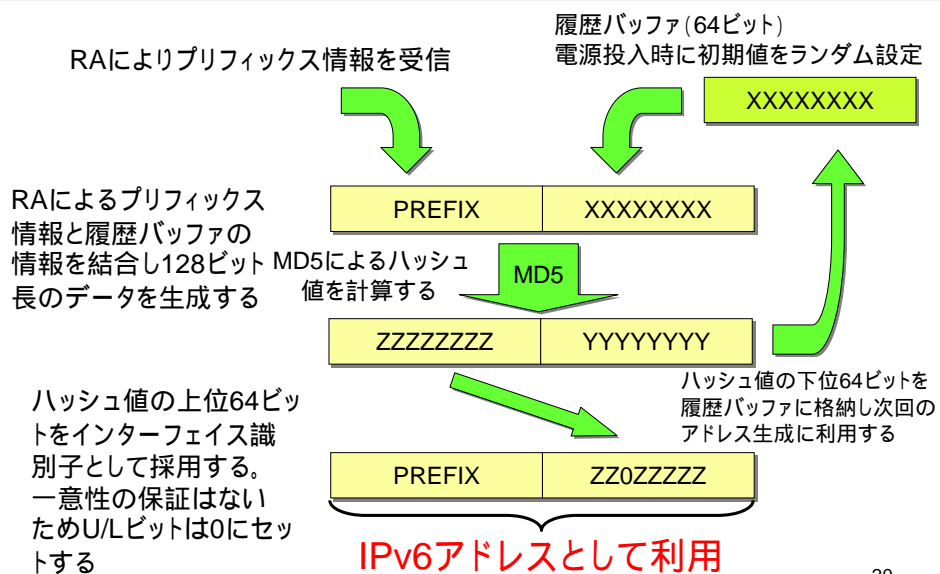 RAによりプリフィックス情報を受信
履歴バッファ(64ビット)
電源投入時に初期値をランダム設定
XXXXXXXX
RAによるプリフィックス
情報と履歴バッファの
情報を結合し128ビット
長のデータを生成する
PREFIX
XXXXXXXX
MD5によるハッシュ
値を計算する
MD5
ZZZZZZZZ
YYYYYYYY
ハッシュ値の下位64ビットを
履歴バッファに格納し次回の
アドレス生成に利用する
ハッシュ値の上位64ビッ
トをインターフェイス識
別子として採用する。
一意性の保証はない
ためU/Lビットは0にセッ
トする
PREFIX
ZZ0ZZZZZ
IPv6アドレスとして利用